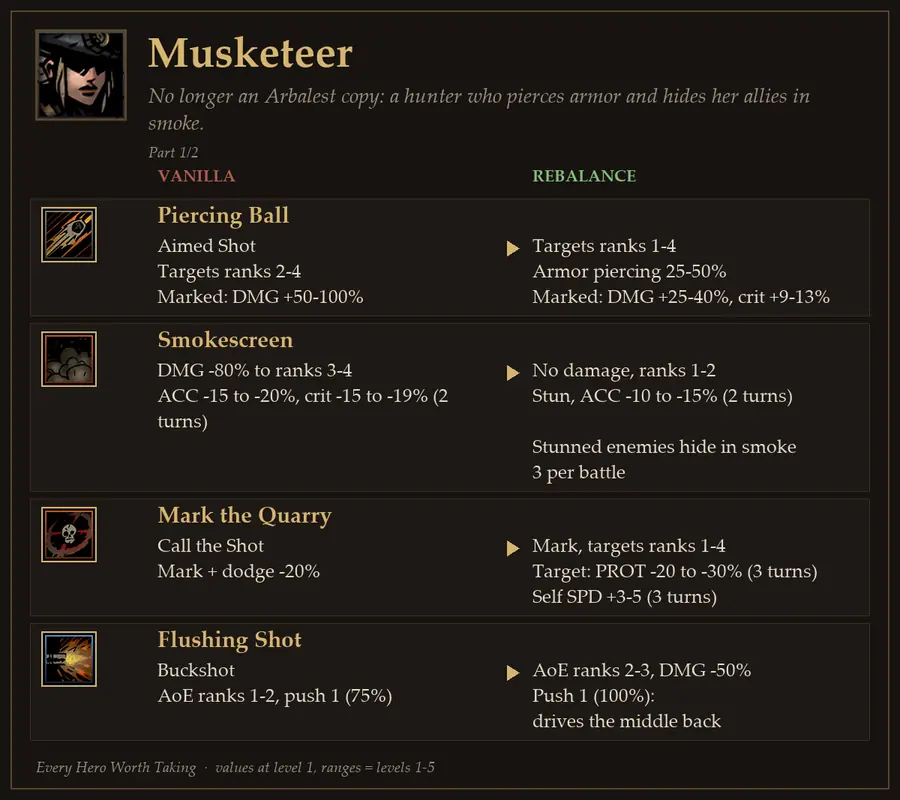 Musketeer
No longer an Arbalest copy: a hunter who pierces armor and hides her allies in
smoke.
Part 1/2
VANILLA
REBALANCE
Piercing Ball
Aimed Shot
Targets ranks 2-4
Marked: DMG +50-100%
Targets ranks 1-4
Armor piercing 25-50%
Marked: DMG +25-40%, crit +9-13%
Smokescreen
DMG -80% to ranks 3-4
ACC -15 to -20%, crit -15 to -19% (2
turns)
No damage, ranks 1-2
Stun, ACC -10 to -15% (2 turns)
Stunned enemies hide in smoke
3 per battle
Mark the Quarry
Call the Shot
Mark + dodge -20%
Mark, targets ranks 1-4
Target: PROT -20 to -30% (3 turns)
Self SPD +3-5 (3 turns)
Flushing Shot
Buckshot
AoE ranks 1-2, push 1 (75%)
AoE ranks 2-3, DMG -50%
Push 1 (100%):
drives the middle back
Every Hero Worth Taking · values at level 1, ranges = levels 1-5